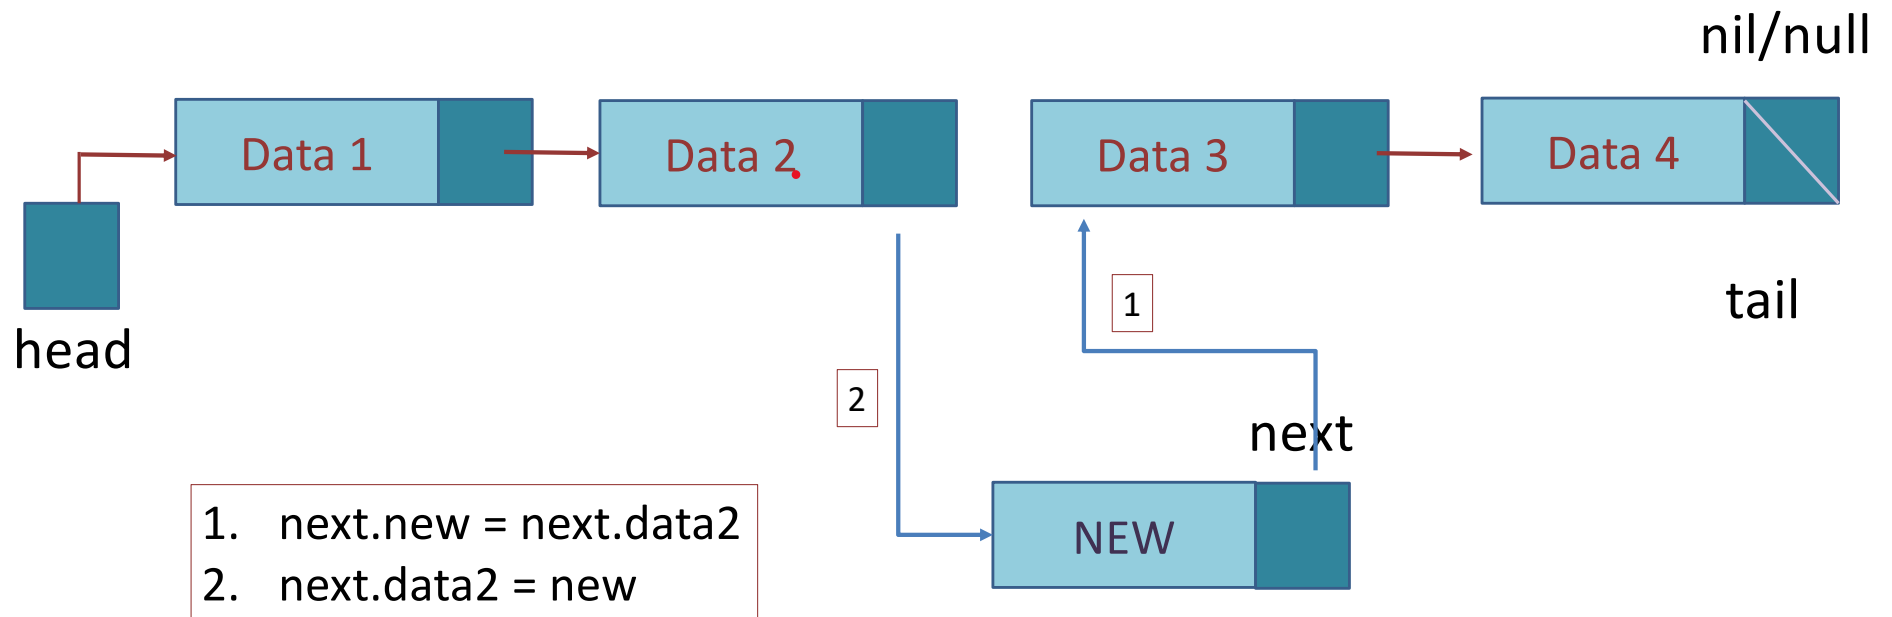 nil/null
Data 1
Data 2
Data 3
Data 4
head
tail
1
2
next
NEW
1. next.new = next.data2
2. next.data2 = new